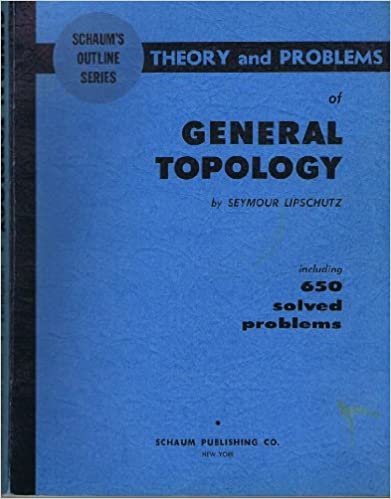 SCHAUM'S
OUTLINE
SERIES
THEORY and PROBLEMS
of
GENERAL
TOPOLOGY
by SEYMOUR LIPSCHUTZ
including
650
solved
problems
SCHAUM PUBLISHING CO.
NEW YORK